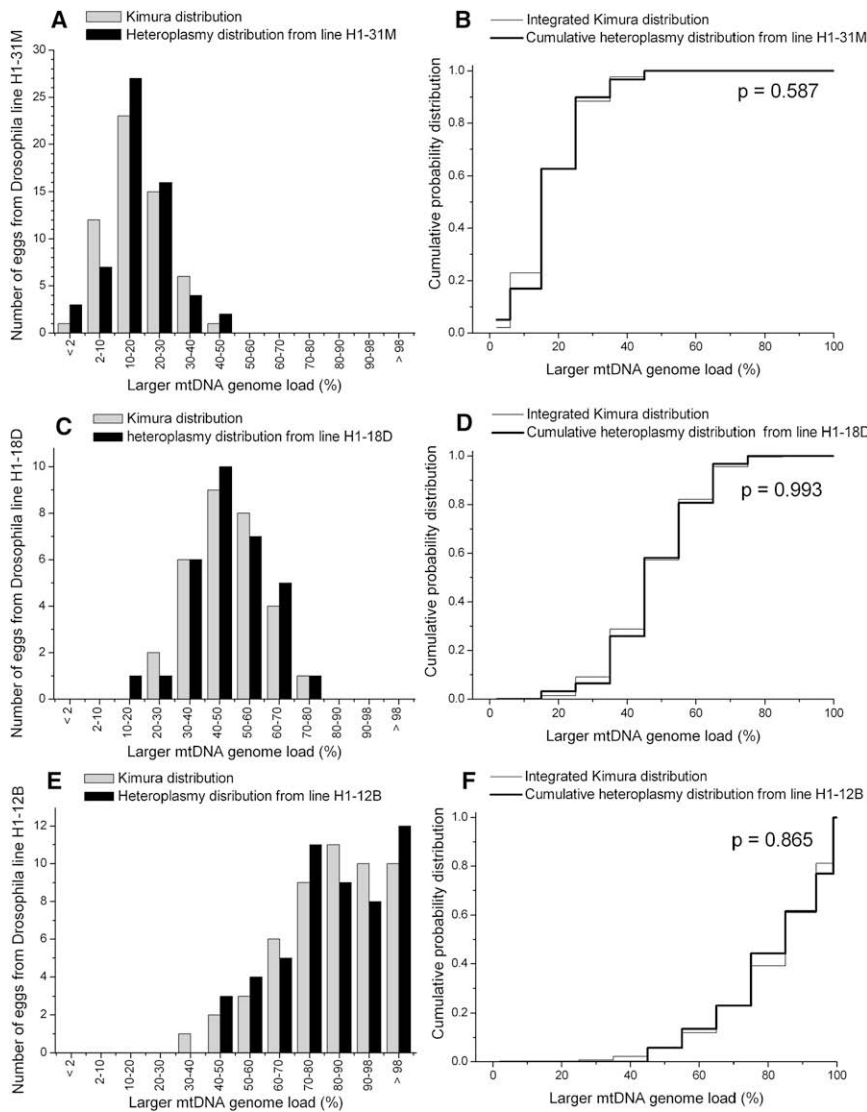 A
Kimura distribution
Heteroplasmy distribution from line H1-31M
Number of eggs from Drosophila line H1-31M
30
25
20
15
10
5
0
< 2
2-10
10-20
20-30
30-40
40-50
50-60
60-70
70-80
80-90
90-98
> 98
Larger mtDNA genome load (%)
B
Integrated Kimura distribution
Cumulative heteroplasmy distribution from line H1-31M
Cumulative probability distribution
1.0
0.8
0.6
0.4
0.2
0.0
p = 0.587
0
20
40
60
80
100
Larger mtDNA genome load (%)
C
Kimura distribution
heteroplasmy distribution from line H1-18D
Number of eggs from Drosophila line H1-18D
10
8
6
4
2
0
< 2
2-10
10-20
20-30
30-40
40-50
50-60
60-70
70-80
80-90
90-98
> 98
Larger mtDNA genome load (%)
D
Integrated Kimura distribution
Cumulative heteroplasmy distribution from line H1-18D
Cumulative probability distribution
1.0
0.8
0.6
0.4
0.2
0.0
p = 0.993
0
20
40
60
80
100
Larger mtDNA genome load (%)
E
Kimura distribution
Heteroplasmy disribution from line H1-12B
Number of eggs from Drosophila line H1-12B
12
10
8
6
4
2
0
< 2
2-10
10-20
20-30
30-40
40-50
50-60
60-70
70-80
80-90
90-98
> 98
Larger mtDNA genome load (%)
F
Integrated Kimura distribution
Cumulative heteroplasmy distribution from line H1-12B
Cumulative probability distribution
1.0
0.8
0.6
0.4
0.2
0.0
p = 0.865
0
20
40
60
80
100
Larger mtDNA genome load (%)